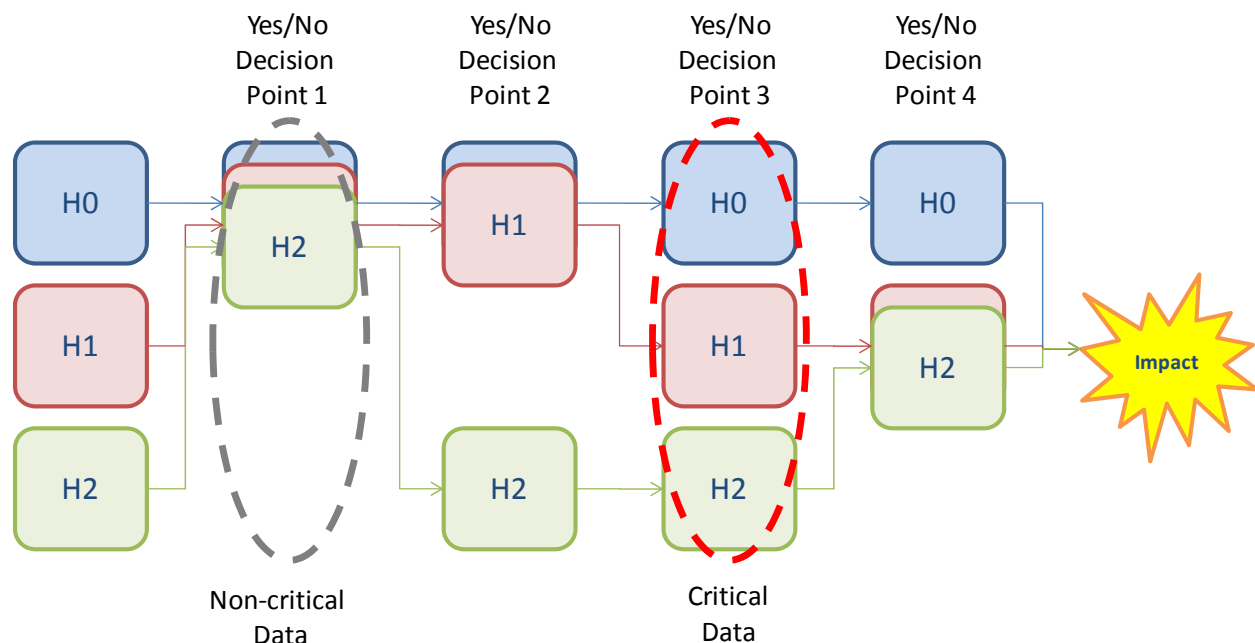 Yes/No
Decision
Point 1
Yes/No
Decision
Point 2
Yes/No
Decision
Point 3
Yes/No
Decision
Point 4
H0
H0
H0
H1
H2
H1
H1
H2
Impact
H2
H2
H2
Non-critical
Data
Critical
Data